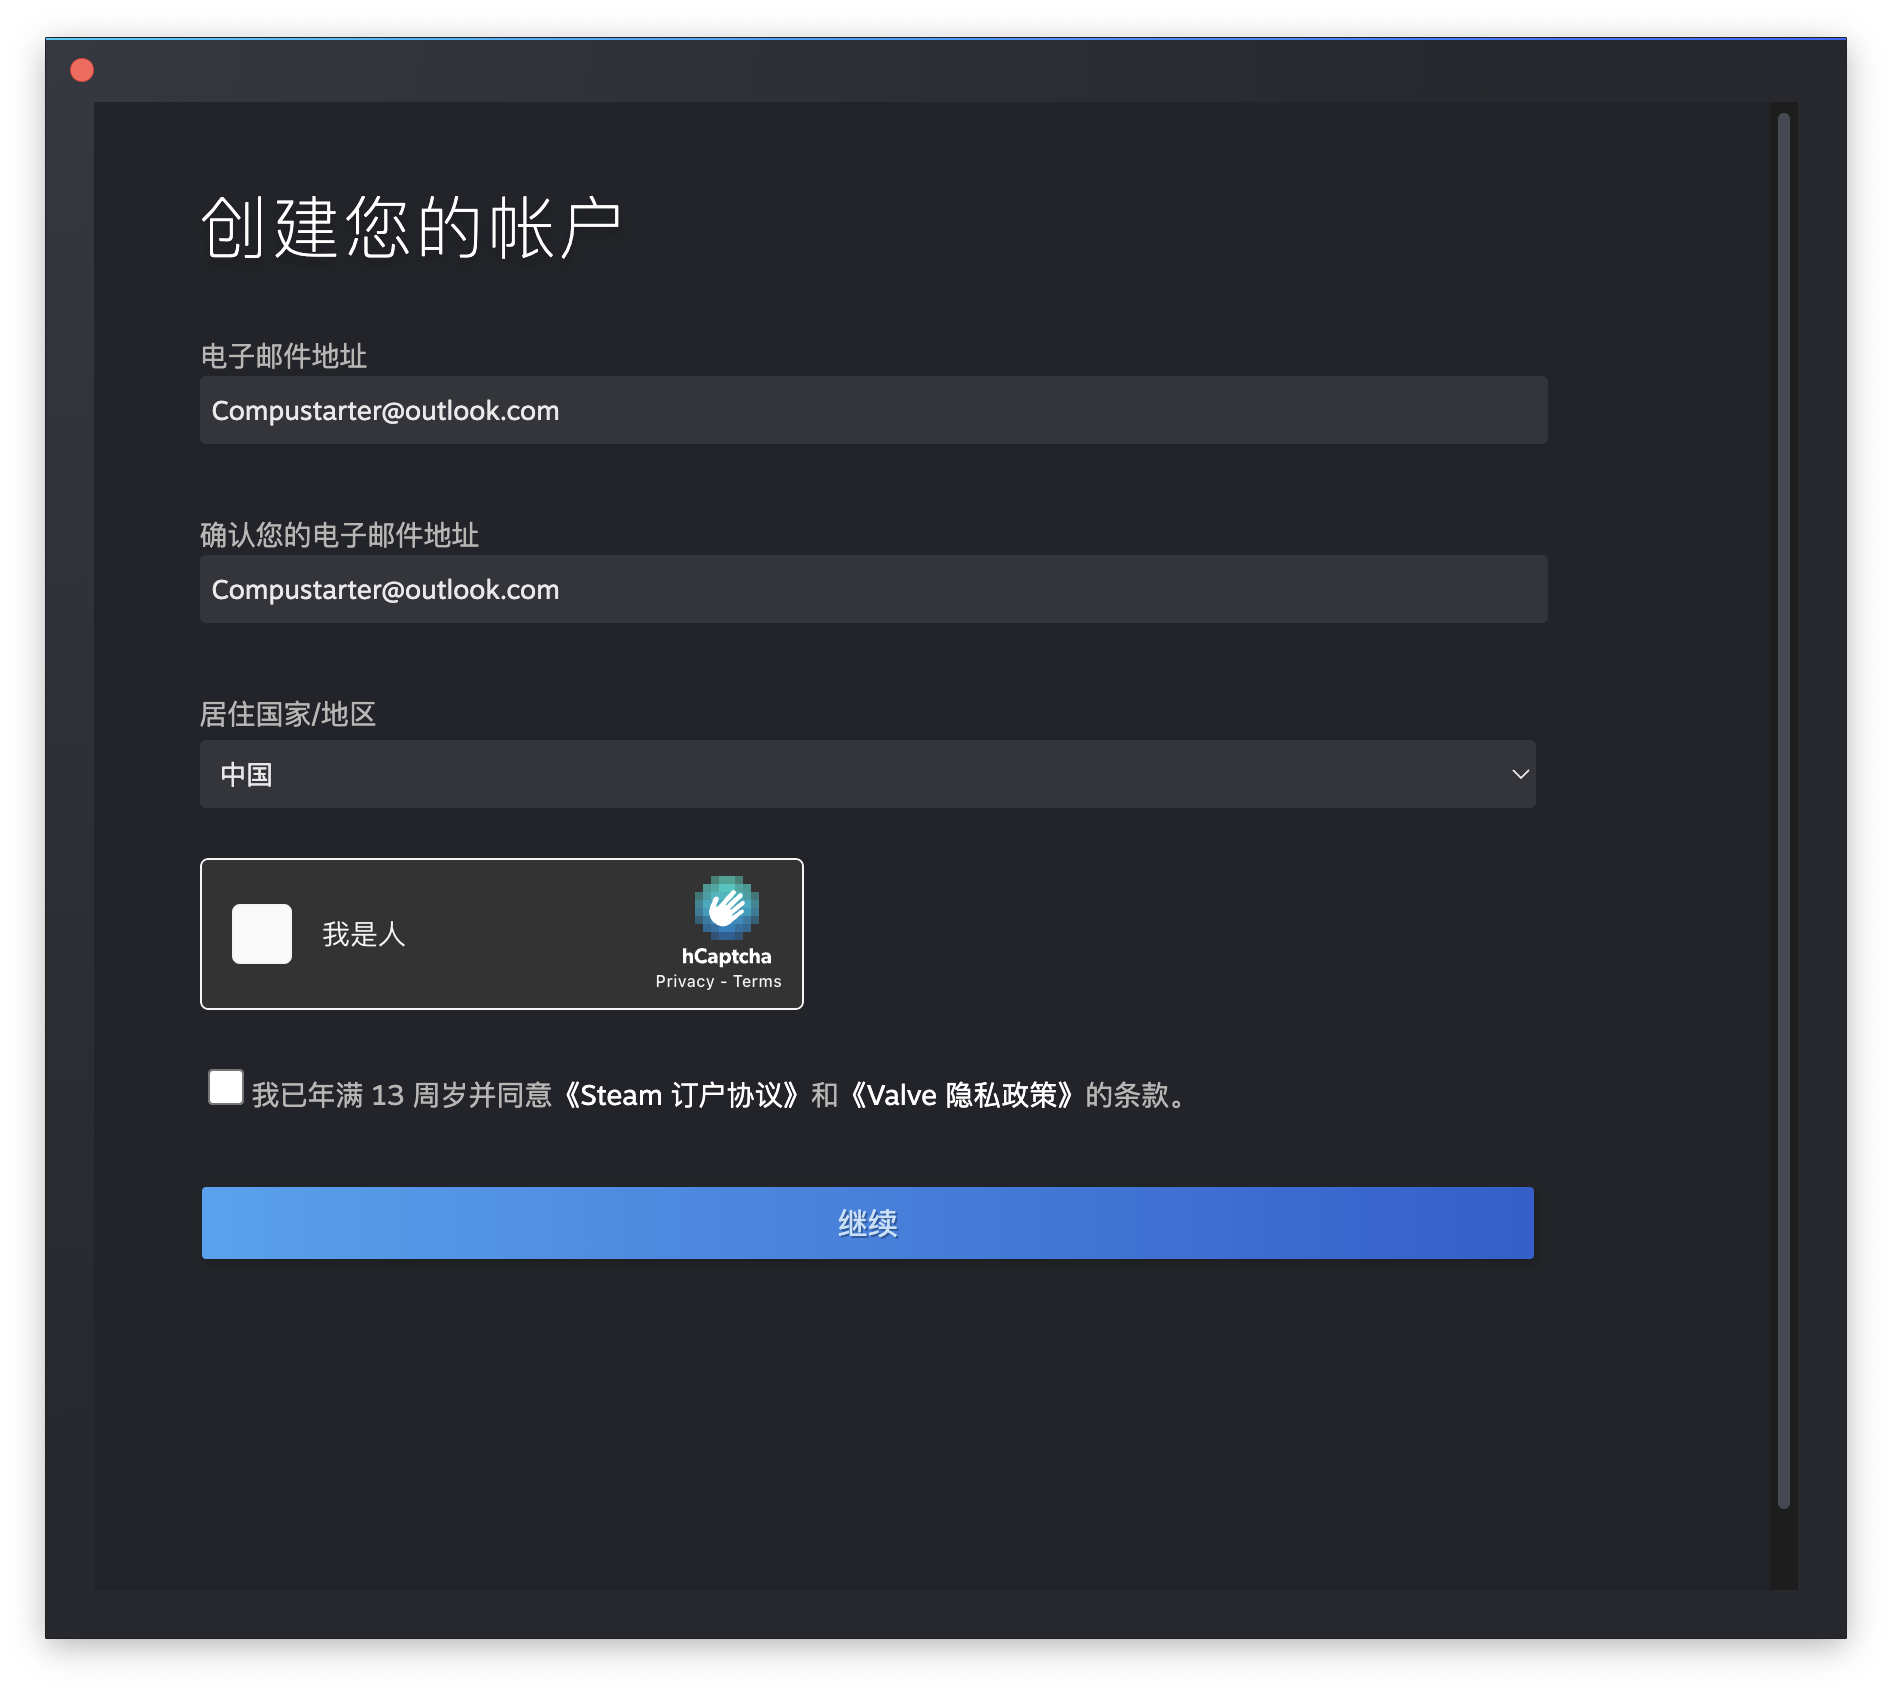 创建您的帐户
电子邮件地址
Compustarter@outlook.com
确认您的电子邮件地址
Compustarter@outlook.com
居住国家/地区
中国
我是人
hCaptcha
Privacy - Terms
我已年满 13 周岁并同意《Steam 订户协议》和《Valve 隐私政策》的条款。
继续